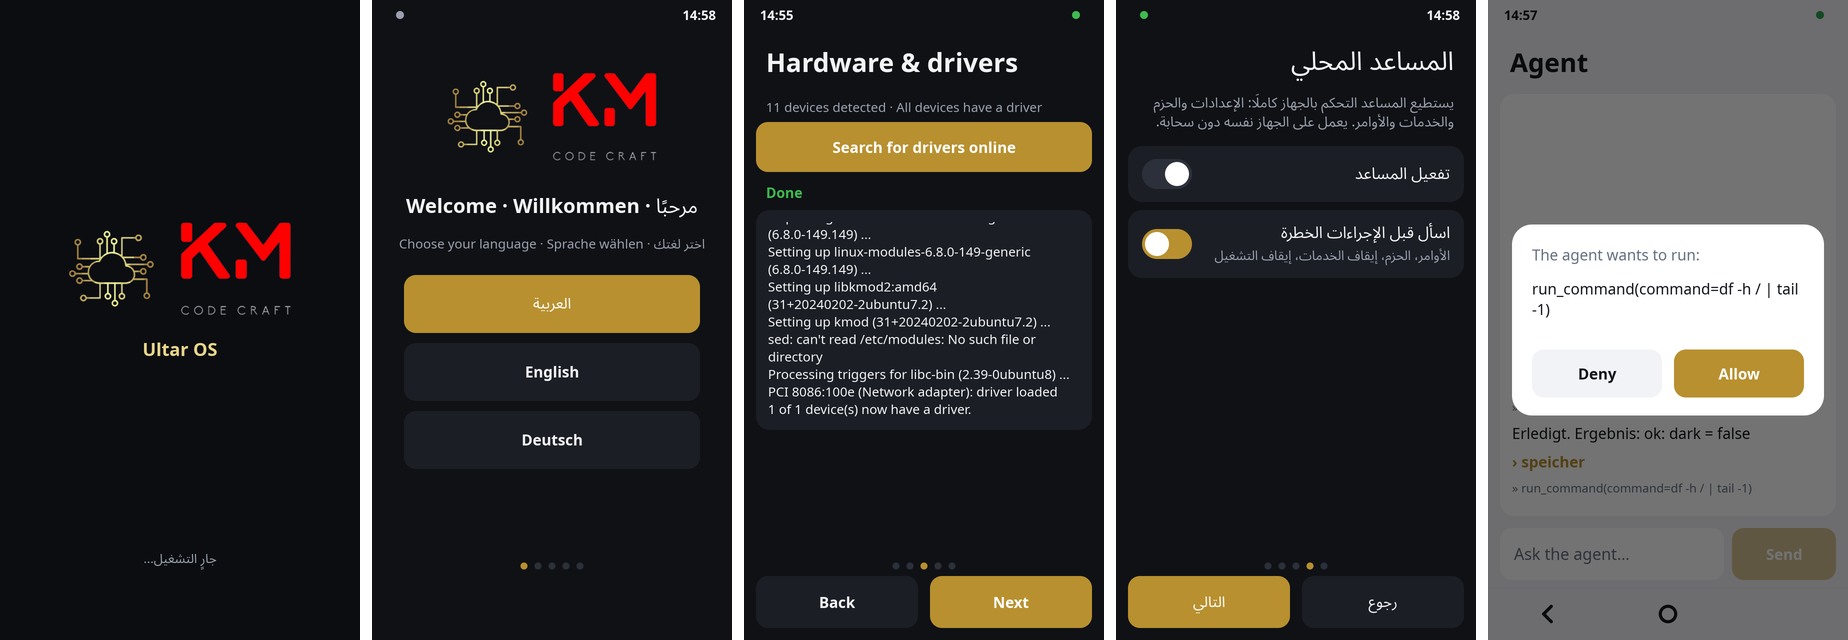 KM
CODE CRAFT
Ultar OS
جارٍ التشغيل...
14:58
KM
CODE CRAFT
Welcome · Willkommen · مرحبًا
Choose your language · Sprache wählen · اختر لغتك
العربية
English
Deutsch
14:55
Hardware & drivers
11 devices detected · All devices have a driver
Search for drivers online
Done
(6.8.0-149.149) ...
Setting up linux-modules-6.8.0-149-generic
(6.8.0-149.149) ...
Setting up libkmod2:amd64
(31+20240202-2ubuntu7.2) ...
Setting up kmod (31+20240202-2ubuntu7.2) ...
sed: can't read /etc/modules: No such file or
directory
Processing triggers for libc-bin (2.39-0ubuntu8) ...
PCI 8086:100e (Network adapter): driver loaded
1 of 1 device(s) now have a driver.
Back
Next
14:58
المساعد المحلي
يستطيع المساعد التحكم بالجهاز كاملًا: الإعدادات والحزم
والخدمات والأوامر. يعمل على الجهاز نفسه دون سحابة.
تفعيل المساعد
اسأل قبل الإجراءات الخطرة
الأوامر، الحزم، إيقاف الخدمات، إيقاف التشغيل
رجوع
التالي
14:57
Agent
The agent wants to run:
run_command(command=df -h / | tail
-1)
Deny
Allow
Erledigt. Ergebnis: ok: dark = false
› speicher
» run_command(command=df -h / | tail -1)
Ask the agent...
Send